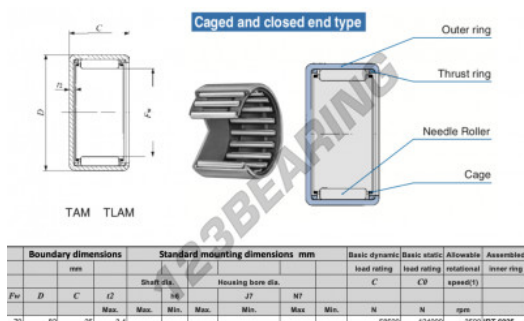 Caged and closed end type
C
Outer ring
Thrust ring
t2
D
Fw
Needle Roller
Cage
TAM TLAM
123BEARING
Boundary dimensions Standard mounting dimensions mm Basic dynamic Basic static Allowable Assembled
mm load rating load rating rotational inner ring
Shaft dia. Housing bore dia. C C0 speed(1)
Fw D C t2 h6 J7 N7
Max. Max. Min. Max. Min. Max. Min. N N rpm